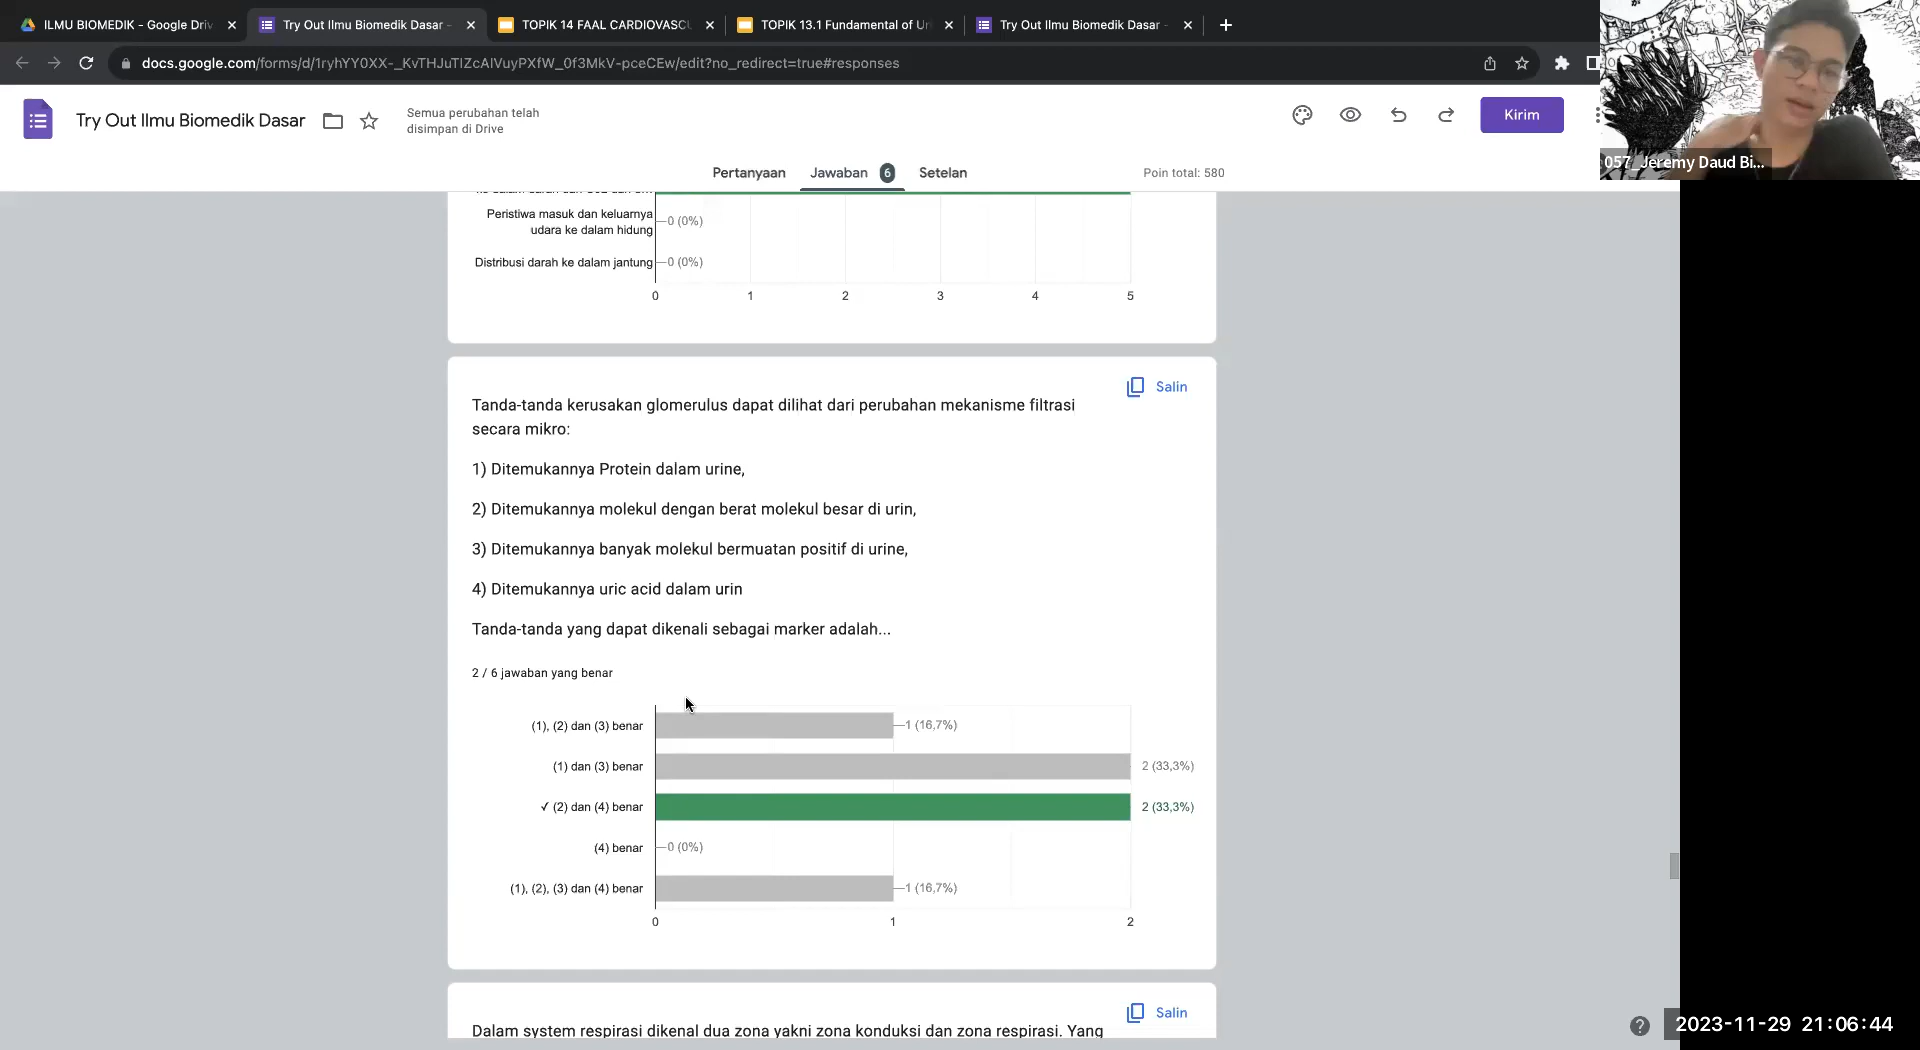 ILMU BIOMEDIK - Google Driv
Try Out Ilmu Biomedik Dasar -
TOPIK 14 FAAL CARDIOVASCU
TOPIK 13.1 Fundamental of Uri
Try Out Ilmu Biomedik Dasar -
docs.google.com/forms/d/1ryhYY0XX-_KvTHJuTlZcAlVuyPXfW_0f3MkV-pceCEw/edit?no_redirect=true#responses
Try Out Ilmu Biomedik Dasar
Semua perubahan telah
disimpan di Drive
Kirim
057_Jeremy Daud Bi...
Pertanyaan
Jawaban 6
Setelan
Poin total: 580
Peristiwa masuk dan keluarnya
udara ke dalam hidung
0 (0%)
Distribusi darah ke dalam jantung
0 (0%)
0 1 2 3 4 5
Salin
Tanda-tanda kerusakan glomerulus dapat dilihat dari perubahan mekanisme filtrasi
secara mikro:
1) Ditemukannya Protein dalam urine,
2) Ditemukannya molekul dengan berat molekul besar di urin,
3) Ditemukannya banyak molekul bermuatan positif di urine,
4) Ditemukannya uric acid dalam urin
Tanda-tanda yang dapat dikenali sebagai marker adalah...
2 / 6 jawaban yang benar
(1), (2) dan (3) benar 1 (16,7%)
(1) dan (3) benar 2 (33,3%)
✓ (2) dan (4) benar 2 (33,3%)
(4) benar 0 (0%)
(1), (2), (3) dan (4) benar 1 (16,7%)
0 1 2
Salin
Dalam system respirasi dikenal dua zona yakni zona konduksi dan zona respirasi. Yang
2023-11-29 21:06:44